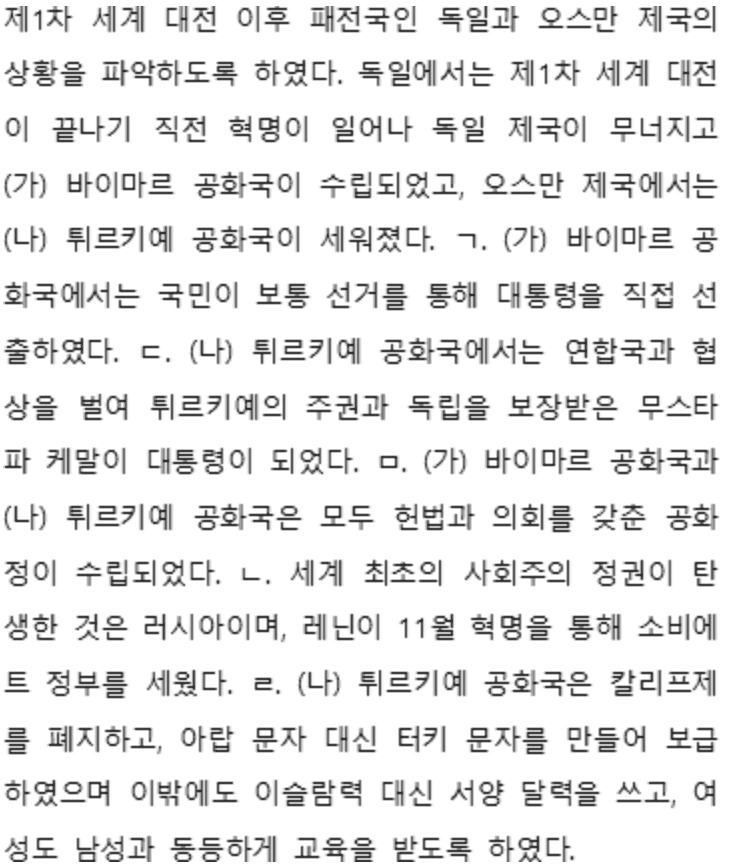 제1차 세계 대전 이후 패전국인 독일과 오스만 제국의
상황을 파악하도록 하였다. 독일에서는 제1차 세계 대전
이 끝나기 직전 혁명이 일어나 독일 제국이 무너지고
(가) 바이마르 공화국이 수립되었고, 오스만 제국에서는
(나) 튀르키예 공화국이 세워졌다. ㄱ. (가) 바이마르 공
화국에서는 국민이 보통 선거를 통해 대통령을 직접 선
출하였다. ㄷ. (나) 튀르키예 공화국에서는 연합국과 협
상을 벌여 튀르키예의 주권과 독립을 보장받은 무스타
파 케말이 대통령이 되었다. ㅁ. (가) 바이마르 공화국과
(나) 튀르키예 공화국은 모두 헌법과 의회를 갖춘 공화
정이 수립되었다. ㄴ. 세계 최초의 사회주의 정권이 탄
생한 것은 러시아이며, 레닌이 11월 혁명을 통해 소비에
트 정부를 세웠다. ㄹ. (나) 튀르키예 공화국은 칼리프제
를 폐지하고, 아랍 문자 대신 터키 문자를 만들어 보급
하였으며 이밖에도 이슬람력 대신 서양 달력을 쓰고, 여
성도 남성과 동등하게 교육을 받도록 하였다.